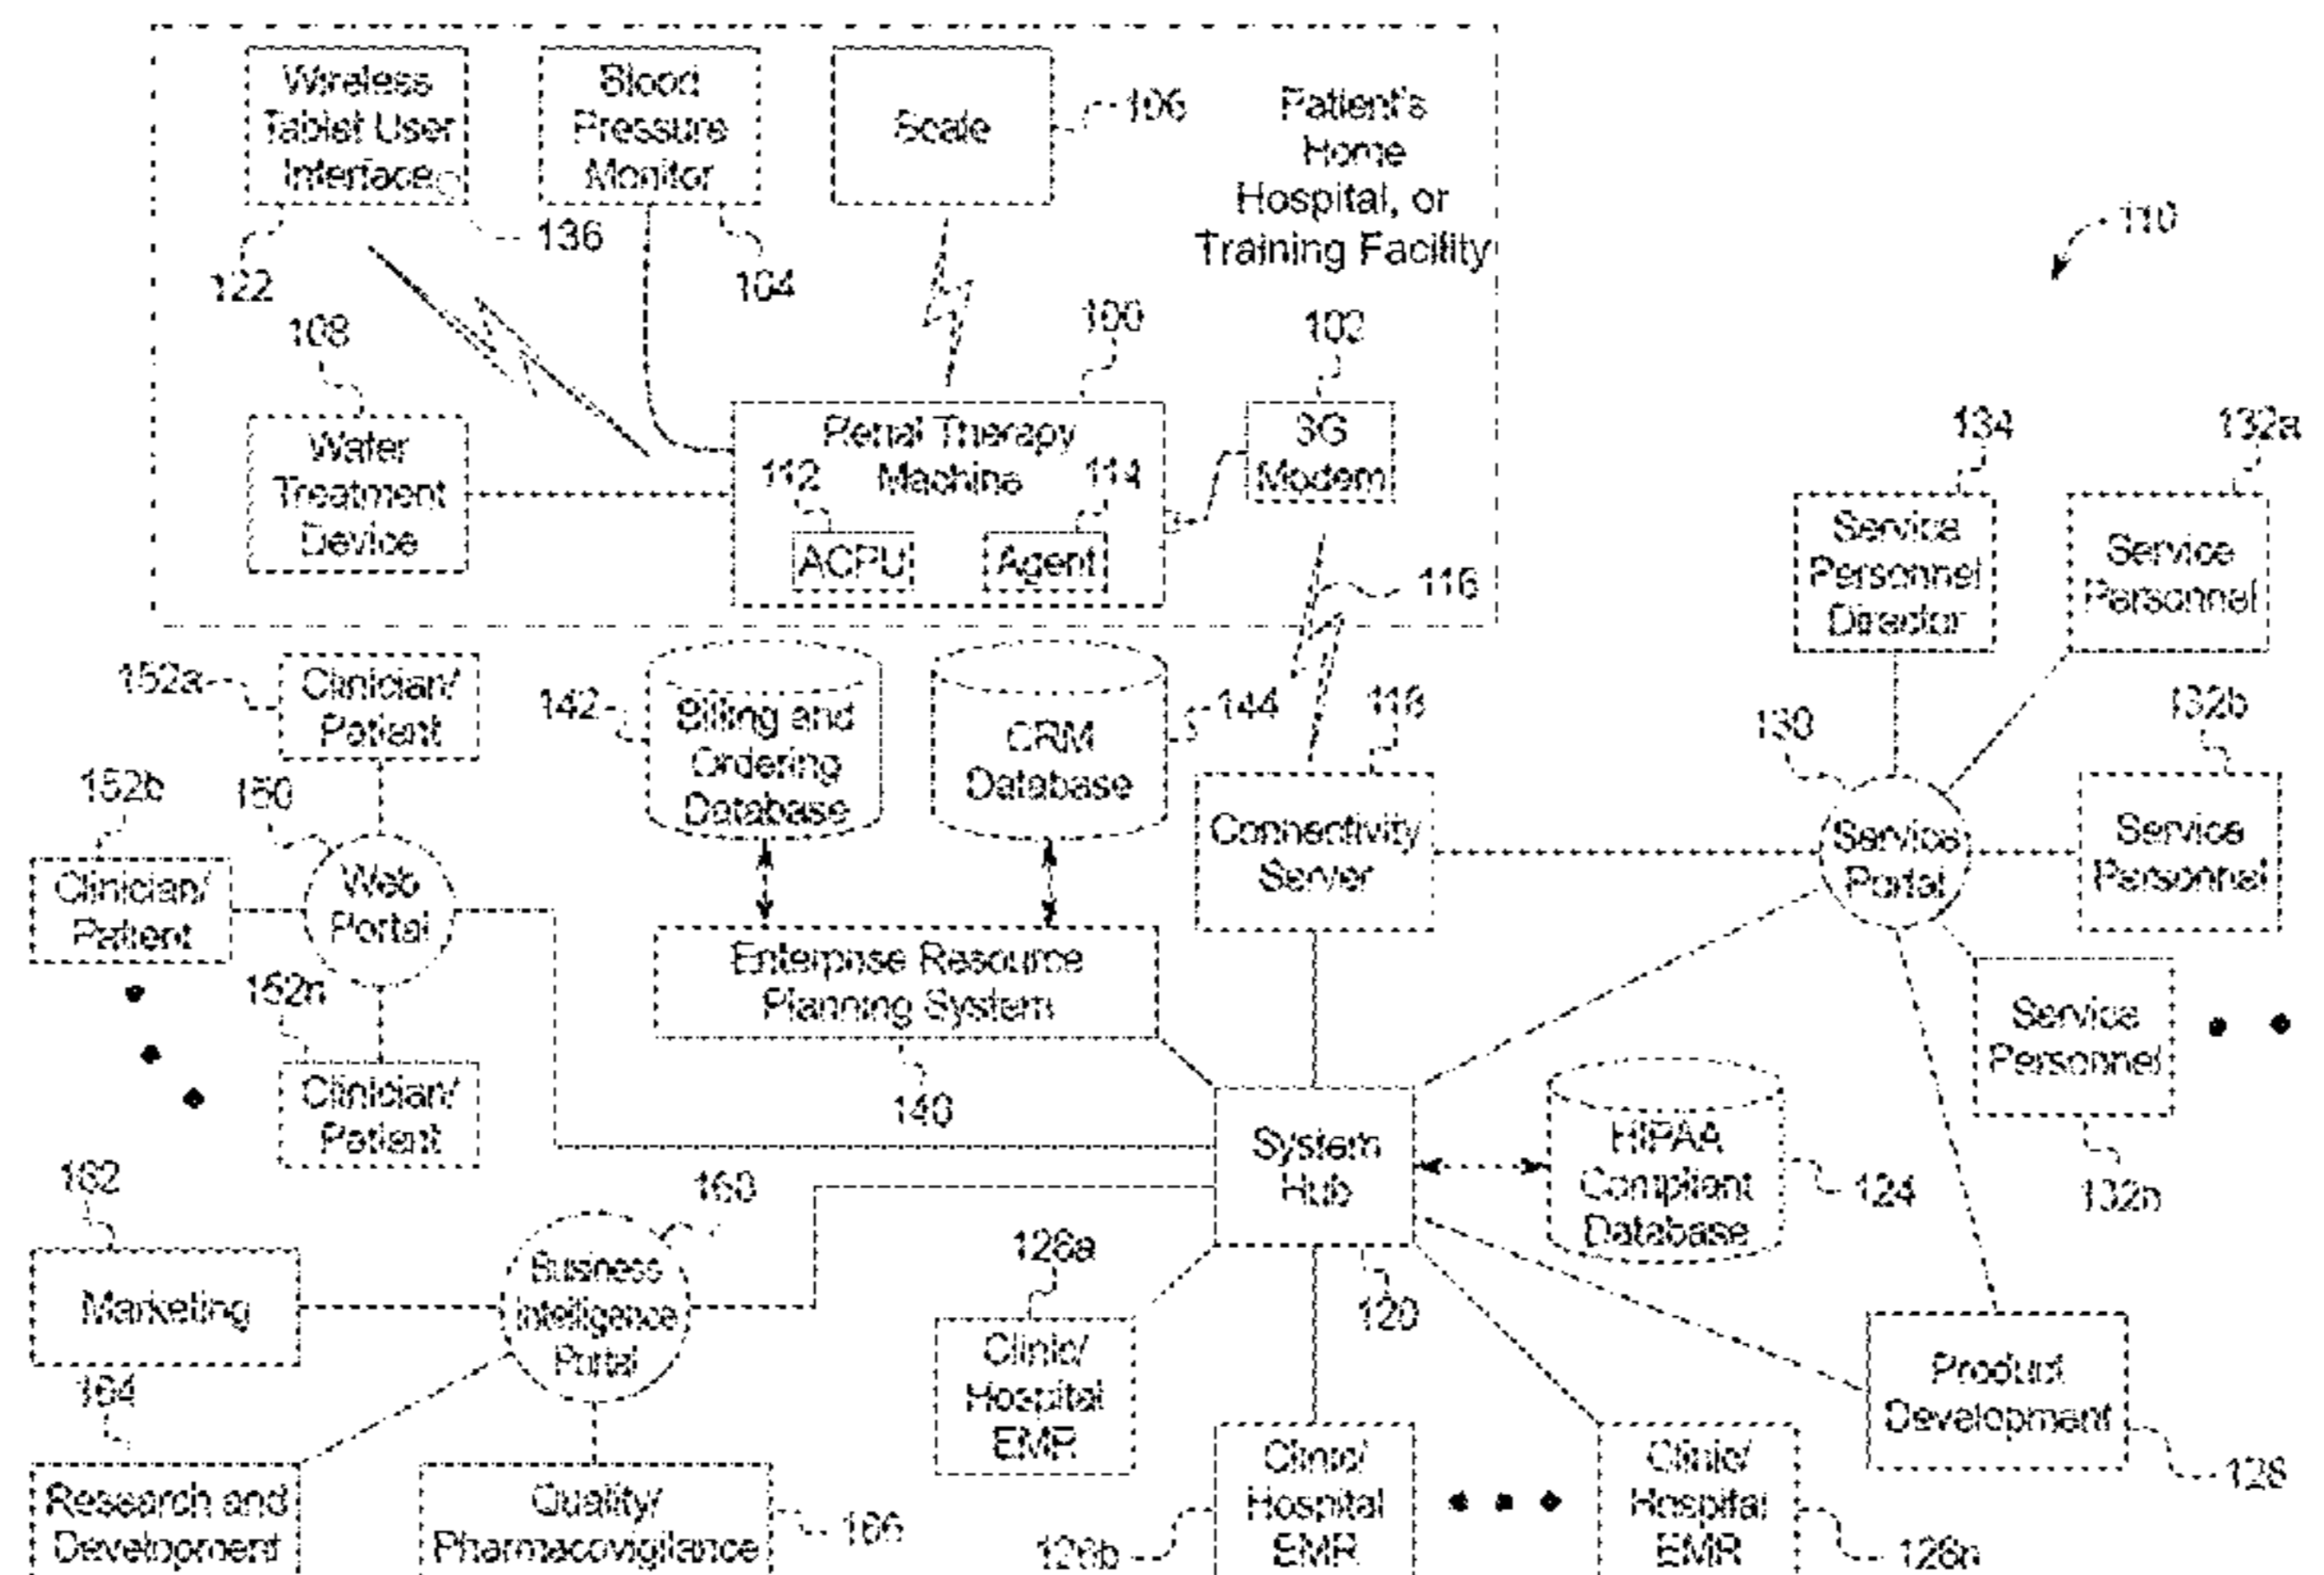 Wireless
Tablet User
Interface
136
122
Blood
Pressure
Monitor
104
Scale
106
Patient's
Home
Hospital, or
Training Facility
110
108
Water
Treatment
Device
100
Renal Therapy
Machine
112
114
ACPU
Agent
102
3G
Modem
116
134
Service
Personnel
Director
132a
Service
Personnel
152a
Clinician/
Patient
142
Billing and
Ordering
Database
CRM
Database
144
118
Connectivity
Server
130
Service
Portal
132b
Service
Personnel
152b
Clinician/
Patient
150
Web
Portal
152n
Clinician/
Patient
Enterprise Resource
Planning System
140
Service
Personnel
132n
System
Hub
120
HIPAA
Compliant
Database
124
162
Marketing
160
Business
Intelligence
Portal
164
Research and
Development
Quality/
Pharmacovigilance
166
126a
Clinic/
Hospital
EMR
126b
Clinic/
Hospital
EMR
Clinic/
Hospital
EMR
126n
Product
Development
128